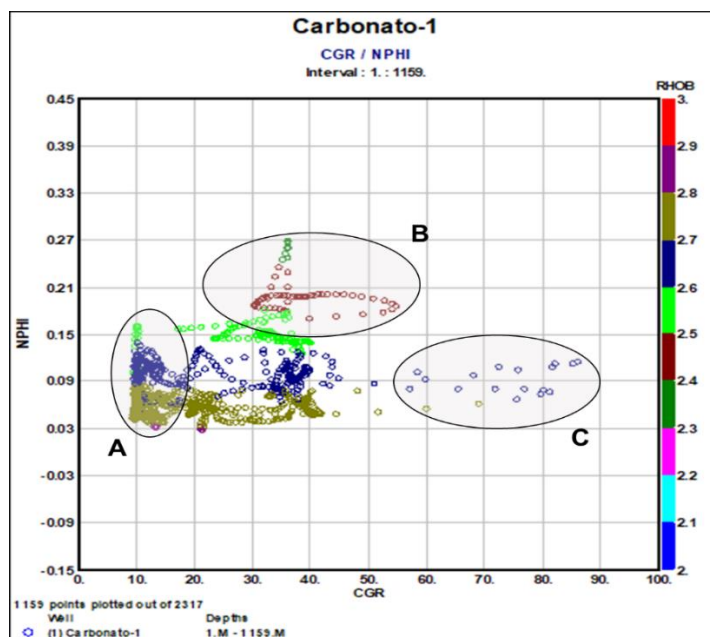 Carbonato-1
CGR / NPHI
Interval : 1. : 1159.
RHOB
0.45
0.39
0.33
0.27
0.21
0.15
0.09
0.03
-0.03
-0.09
-0.15
NPHI
B
A
C
3.
2.9
2.8
2.7
2.6
2.5
2.4
2.3
2.2
2.1
2.
0. 10. 20. 30. 40. 50. 60. 70. 80. 90. 100.
CGR
1159 points plotted out of 2317
Well Depths
(1) Carbonato-1 1.M - 1159.M